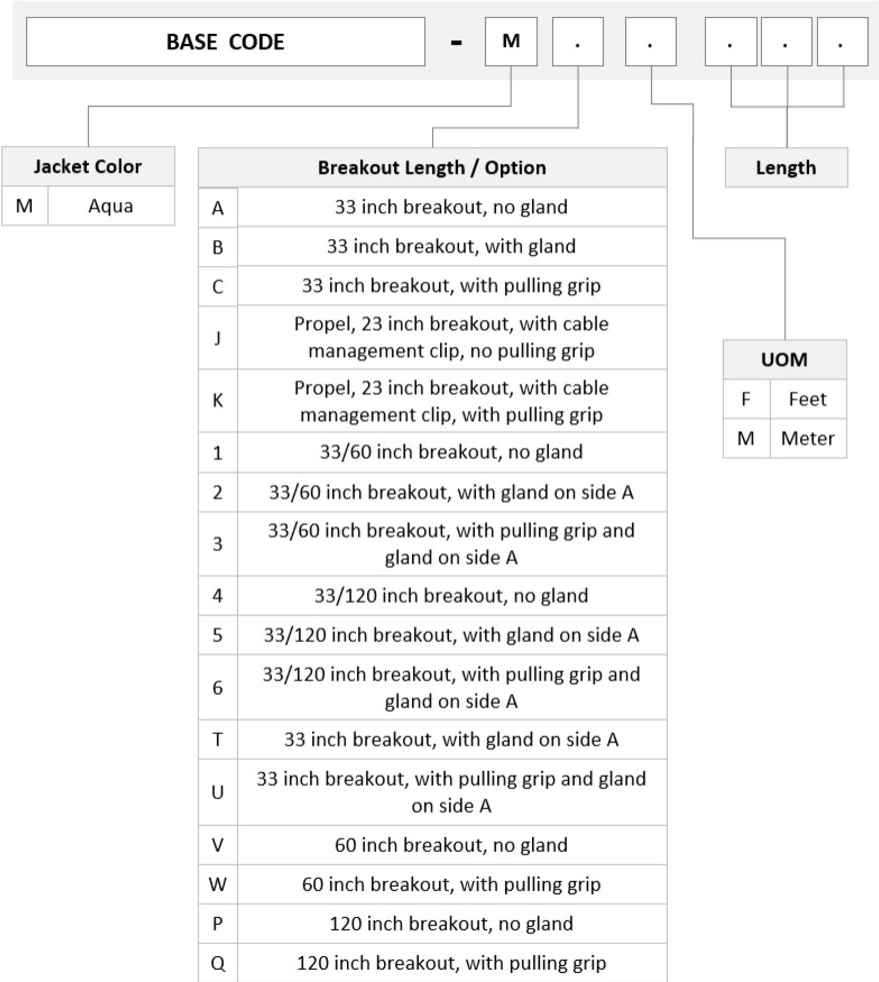 BASE CODE - M . . . . .
Jacket Color
M Aqua
Breakout Length / Option
A 33 inch breakout, no gland
B 33 inch breakout, with gland
C 33 inch breakout, with pulling grip
J Propel, 23 inch breakout, with cable
management clip, no pulling grip
K Propel, 23 inch breakout, with cable
management clip, with pulling grip
1 33/60 inch breakout, no gland
2 33/60 inch breakout, with gland on side A
3 33/60 inch breakout, with pulling grip and
gland on side A
4 33/120 inch breakout, no gland
5 33/120 inch breakout, with gland on side A
6 33/120 inch breakout, with pulling grip and
gland on side A
T 33 inch breakout, with gland on side A
U 33 inch breakout, with pulling grip and gland
on side A
V 60 inch breakout, no gland
W 60 inch breakout, with pulling grip
P 120 inch breakout, no gland
Q 120 inch breakout, with pulling grip
Length
UOM
F Feet
M Meter